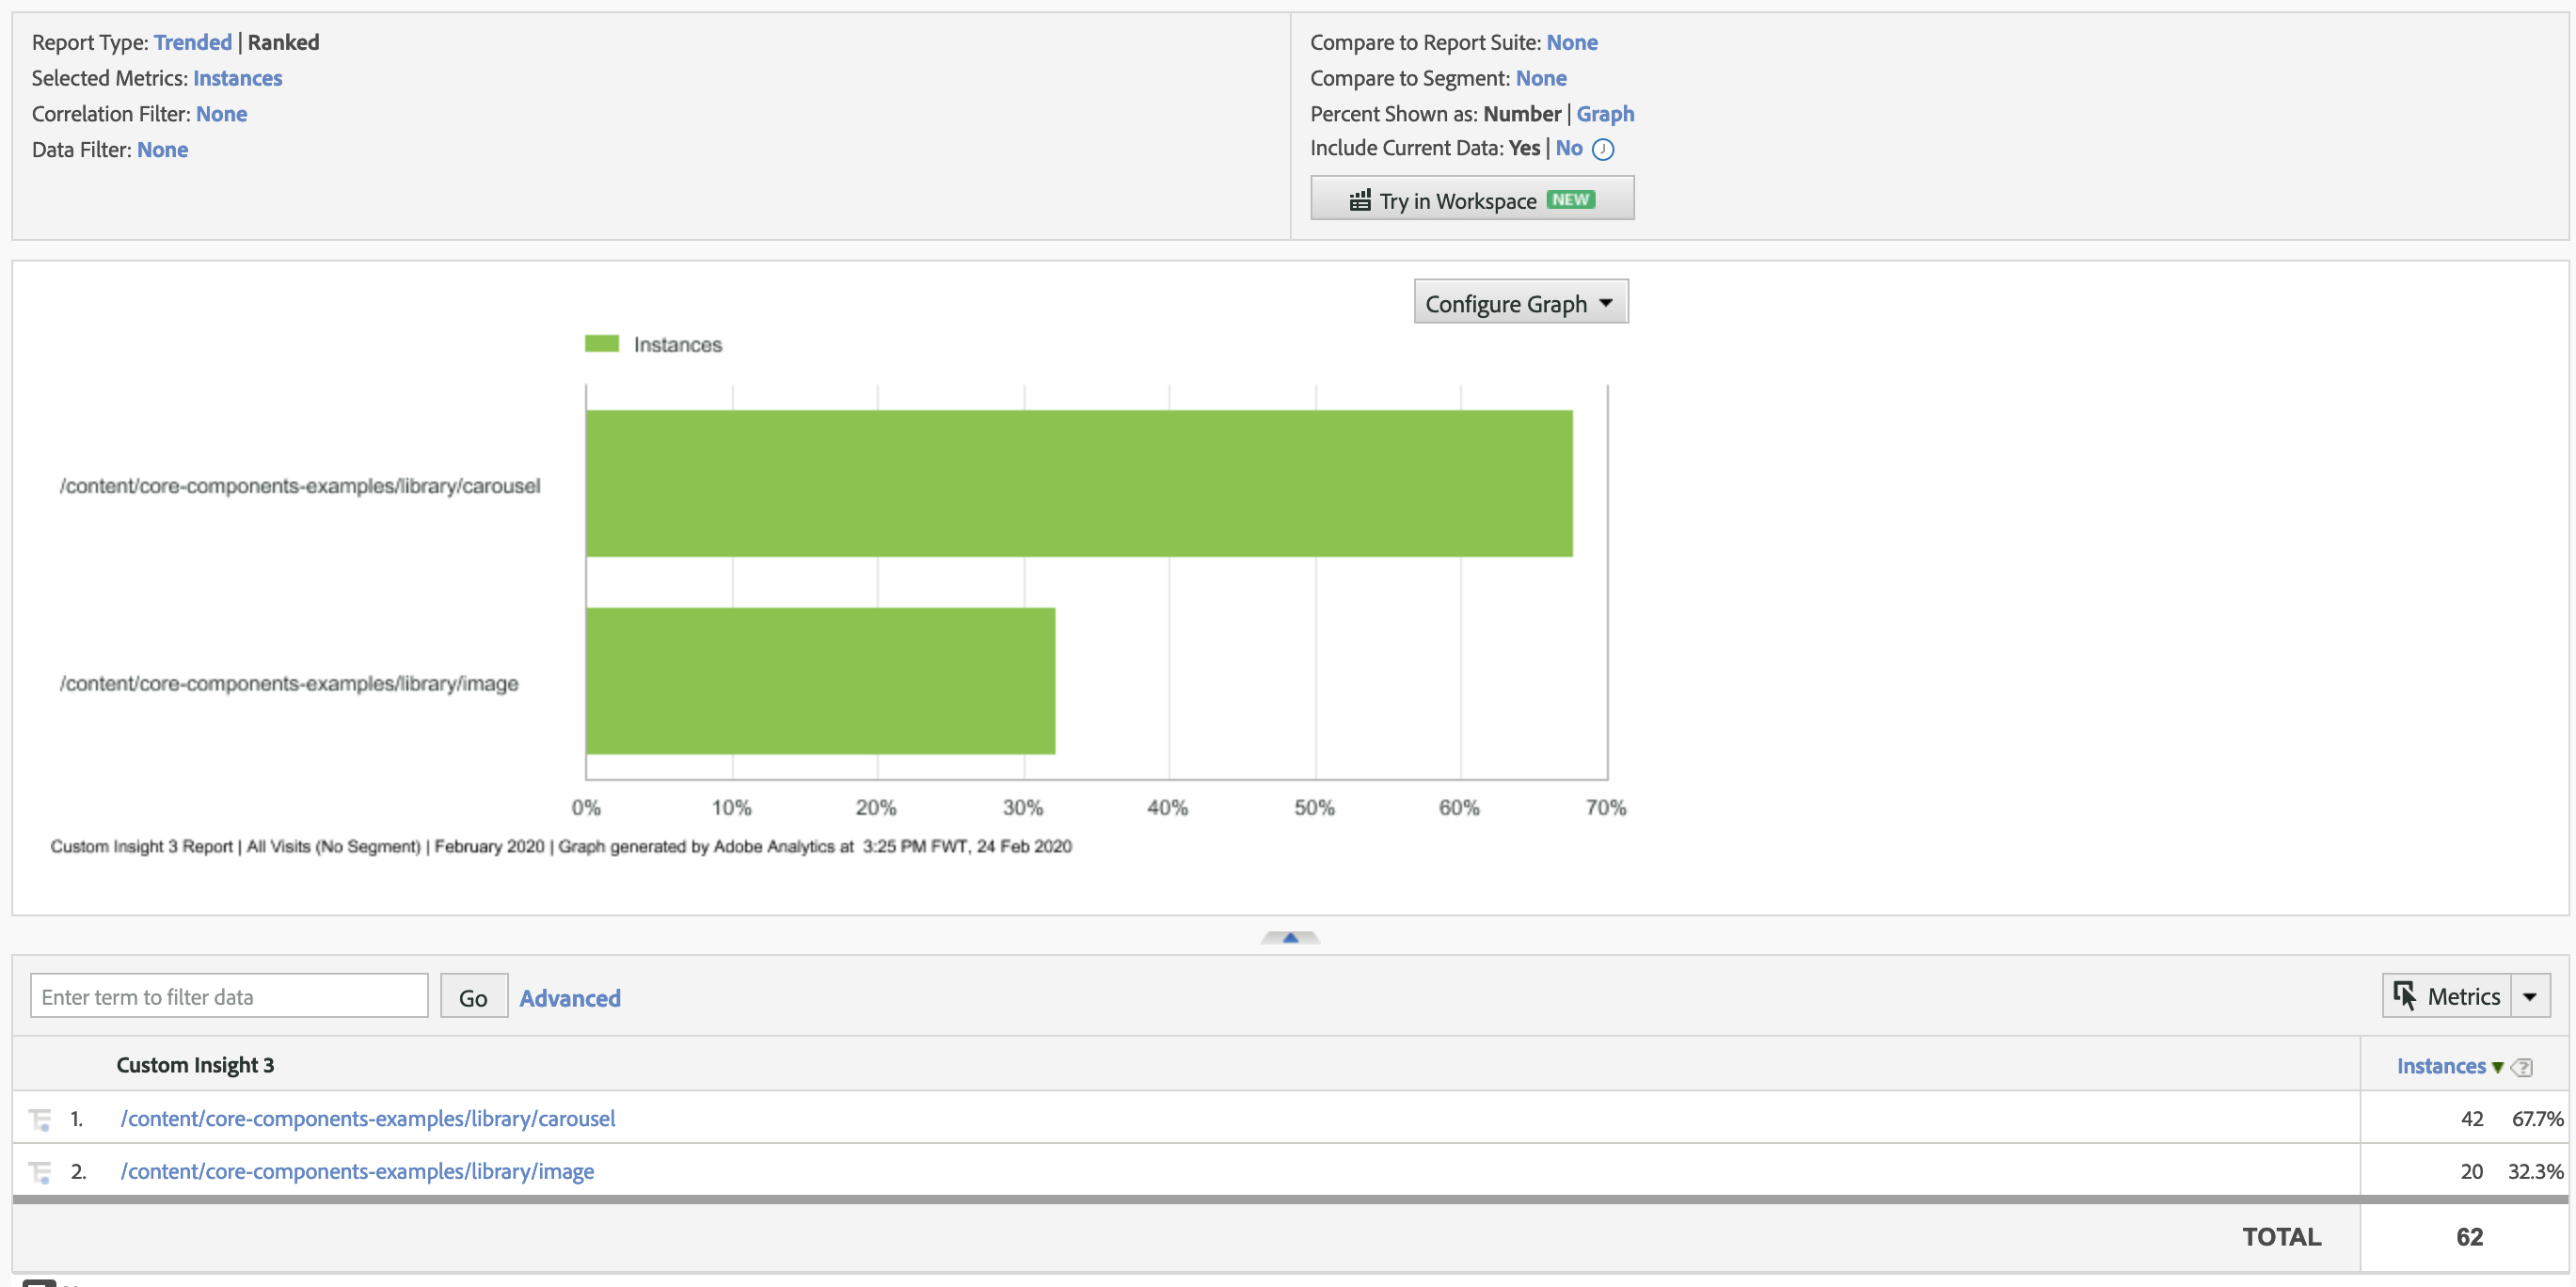 Report Type: Trended | Ranked
Selected Metrics: Instances
Correlation Filter: None
Data Filter: None
Compare to Report Suite: None
Compare to Segment: None
Percent Shown as: Number | Graph
Include Current Data: Yes | No
Try in Workspace NEW
Configure Graph
Instances
/content/core-components-examples/library/carousel
/content/core-components-examples/library/image
0% 10% 20% 30% 40% 50% 60% 70%
Custom Insight 3 Report | All Visits (No Segment) | February 2020 | Graph generated by Adobe Analytics at 3:25 PM FWT, 24 Feb 2020
Enter term to filter data Go Advanced Metrics
Custom Insight 3 Instances ?
1. /content/core-components-examples/library/carousel 42 67.7%
2. /content/core-components-examples/library/image 20 32.3%
TOTAL 62